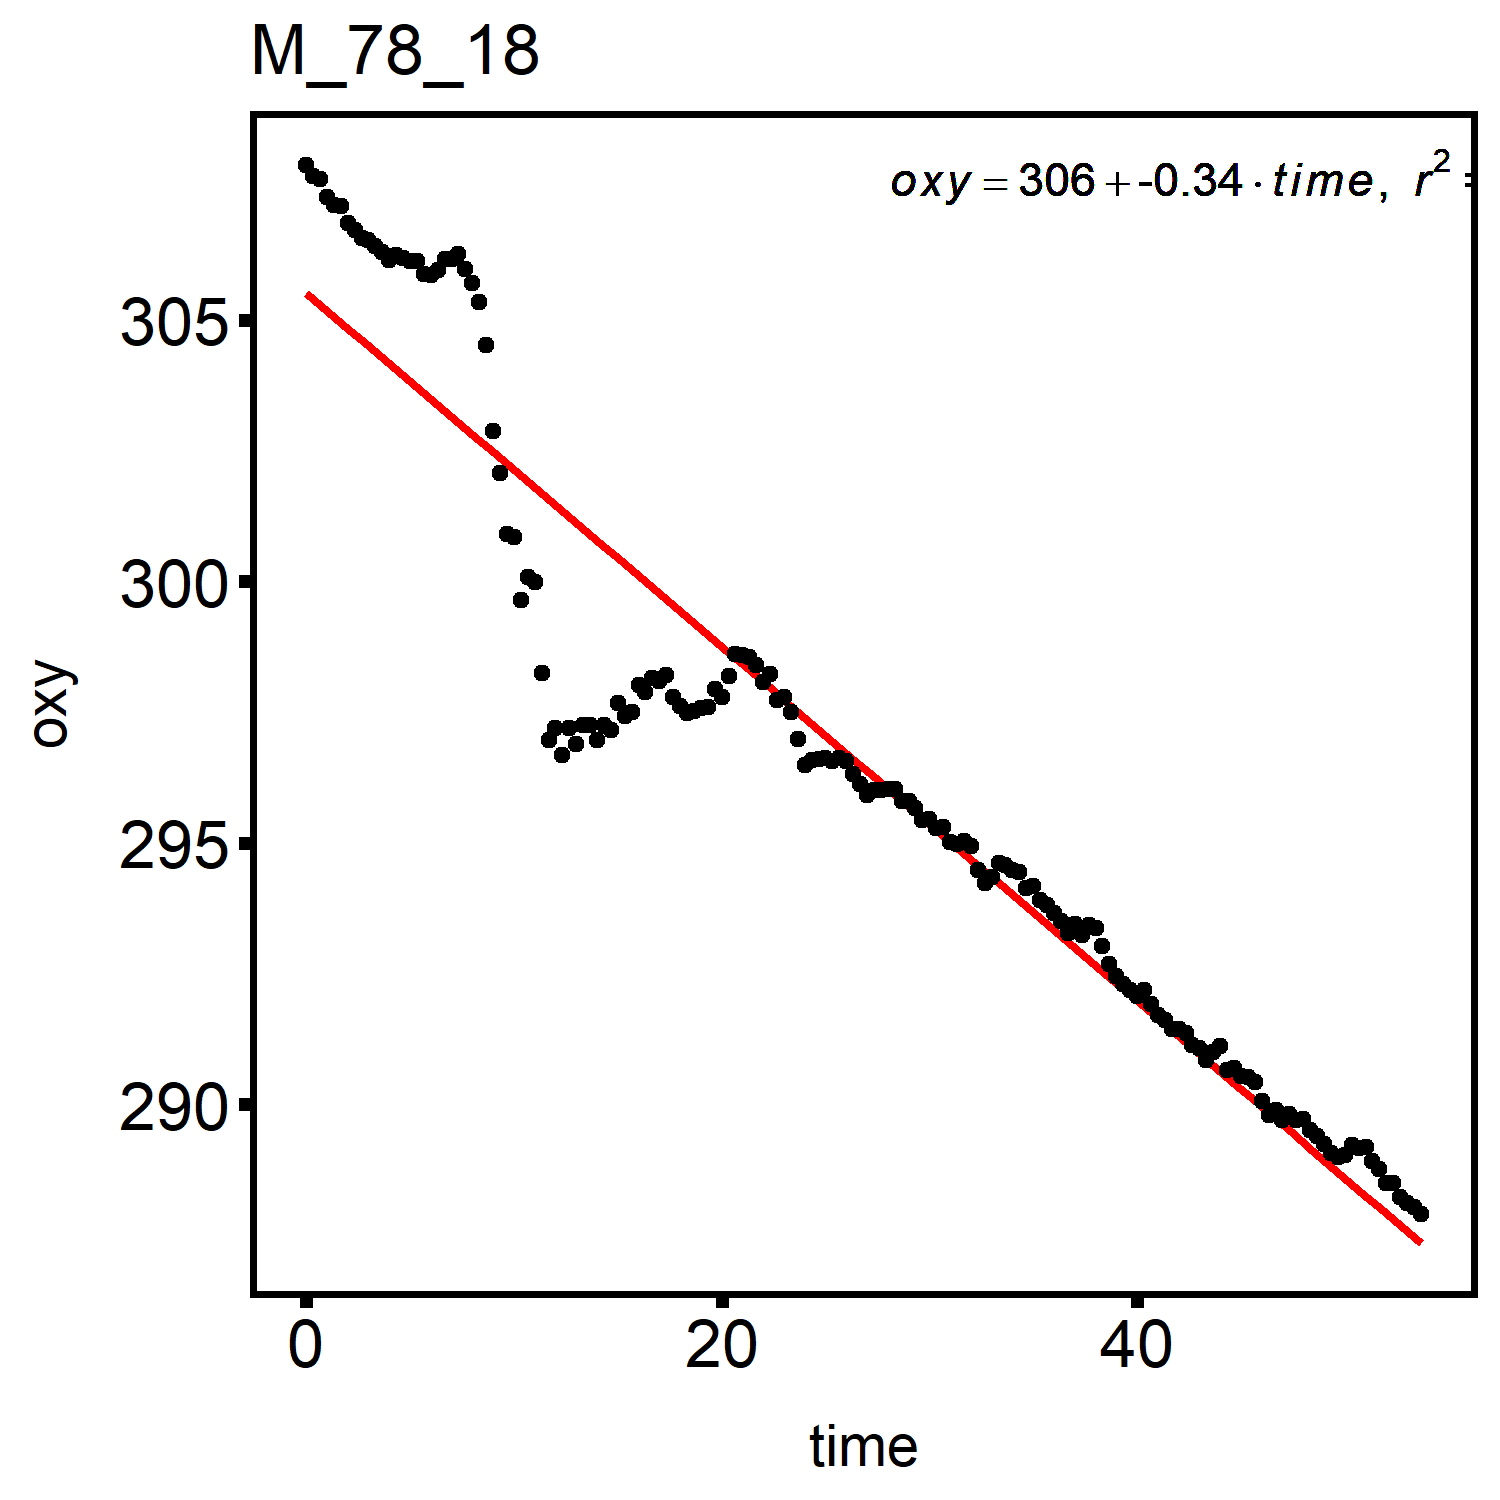 M_78_18
oxy = 306 + -0.34 · time, r² =
305
300
295
290
oxy
0 20 40
time